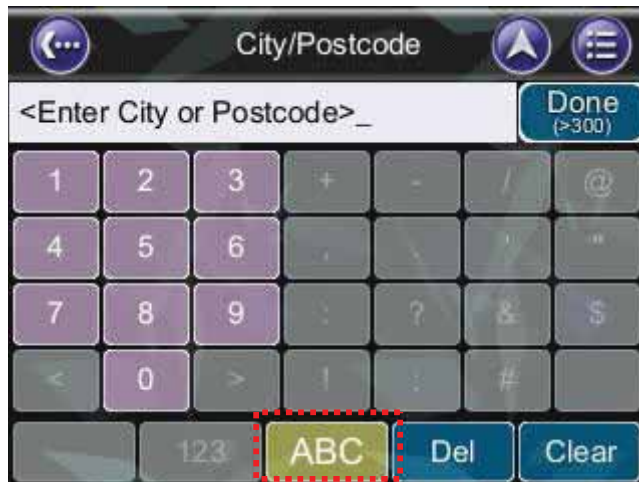 City/Postcode
<Enter City or Postcode>_
Done
(>300)
1 2 3 + - / @
4 5 6 , . ' "
7 8 9 : ? & $
< 0 > ! ; #
123 ABC Del Clear